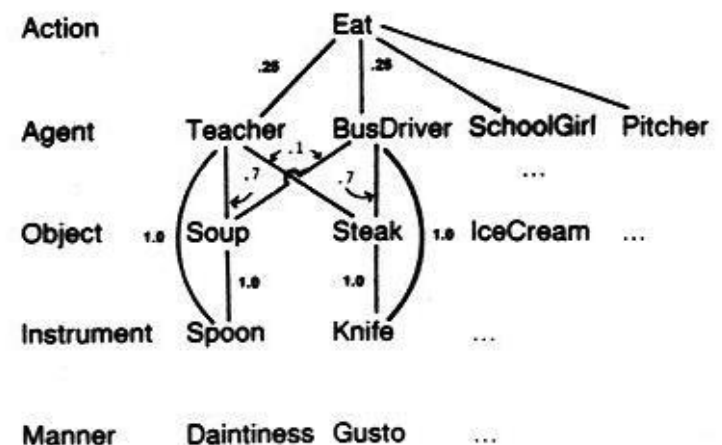 Action Eat
.25 .25
Agent Teacher BusDriver SchoolGirl Pitcher
.1
...
.7 .7
Object 1.0 Soup Steak 1.0 IceCream ...
1.0 1.0
Instrument Spoon Knife ...
Manner Daintiness Gusto ...